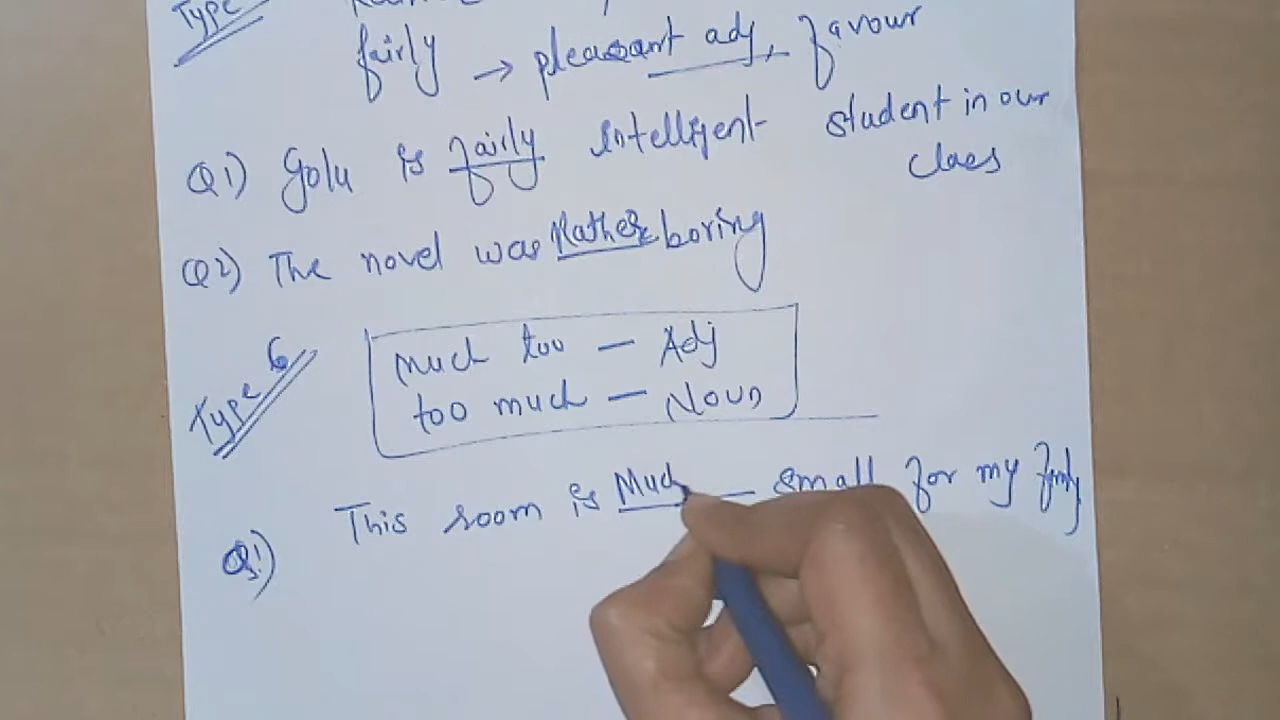 Type
fairly → pleasant adj, favour
Q1) Golu is fairly intelligent student in our
class
Q2) The novel was Rather boring
Type 6
Much too — Adj
too much — Noun
Q1) This room is Much small for my